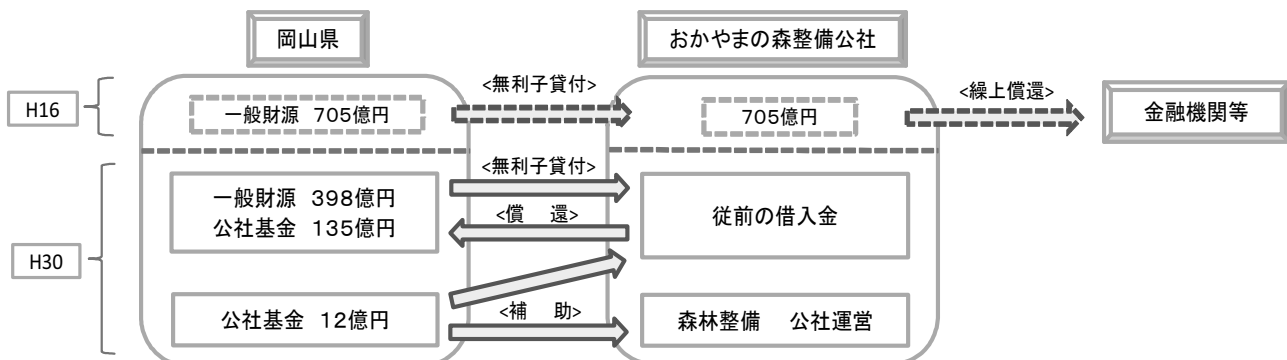 岡山県
おかやまの森整備公社
H16
一般財源 705億円
<無利子貸付>
705億円
<繰上償還>
金融機関等
H30
一般財源 398億円
公社基金 135億円
<無利子貸付>
<償　還>
従前の借入金
公社基金 12億円
<補　助>
森林整備　公社運営